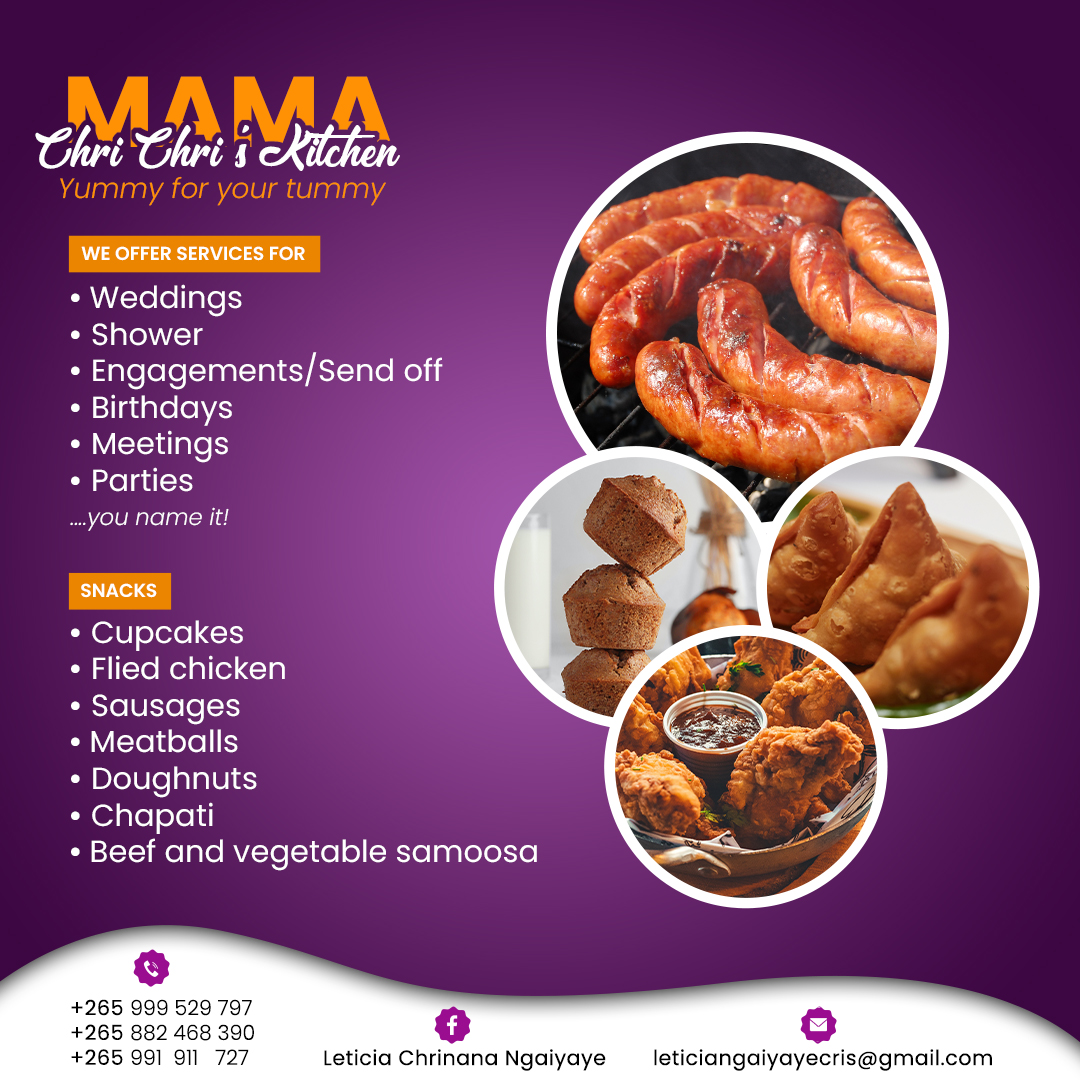 MAMA
Chri Chri's Kitchen
Yummy for your tummy
WE OFFER SERVICES FOR
• Weddings
• Shower
• Engagements/Send off
• Birthdays
• Meetings
• Parties
....you name it!
SNACKS
• Cupcakes
• Flied chicken
• Sausages
• Meatballs
• Doughnuts
• Chapati
• Beef and vegetable samoosa
+265 999 529 797
+265 882 468 390
+265 991 911 727
Leticia Chrinana Ngaiyaye
leticiangaiyayecris@gmail.com